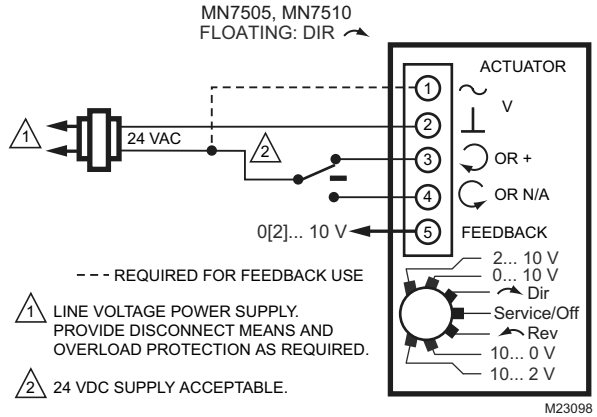 MN7505, MN7510
FLOATING: DIR
ACTUATOR
1
V
2
24 VAC
1
2
3
OR +
4
OR N/A
0[2]... 10 V
5
FEEDBACK
2... 10 V
0... 10 V
Dir
Service/Off
Rev
10... 0 V
10... 2 V
--- REQUIRED FOR FEEDBACK USE
1 LINE VOLTAGE POWER SUPPLY.
PROVIDE DISCONNECT MEANS AND
OVERLOAD PROTECTION AS REQUIRED.
2 24 VDC SUPPLY ACCEPTABLE.
M23098